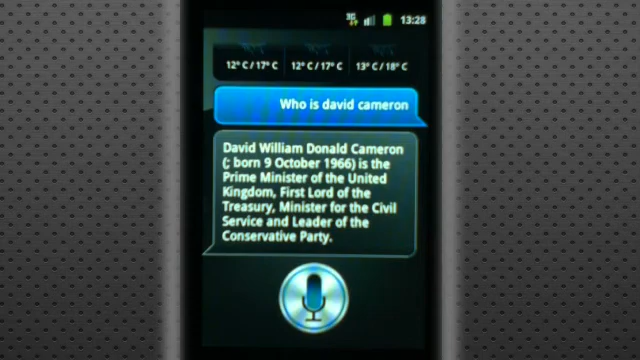 3G 13:28
12° C / 17° C 12° C / 17° C 13° C / 18° C
Who is david cameron
David William Donald Cameron
(; born 9 October 1966) is the
Prime Minister of the United
Kingdom, First Lord of the
Treasury, Minister for the Civil
Service and Leader of the
Conservative Party.